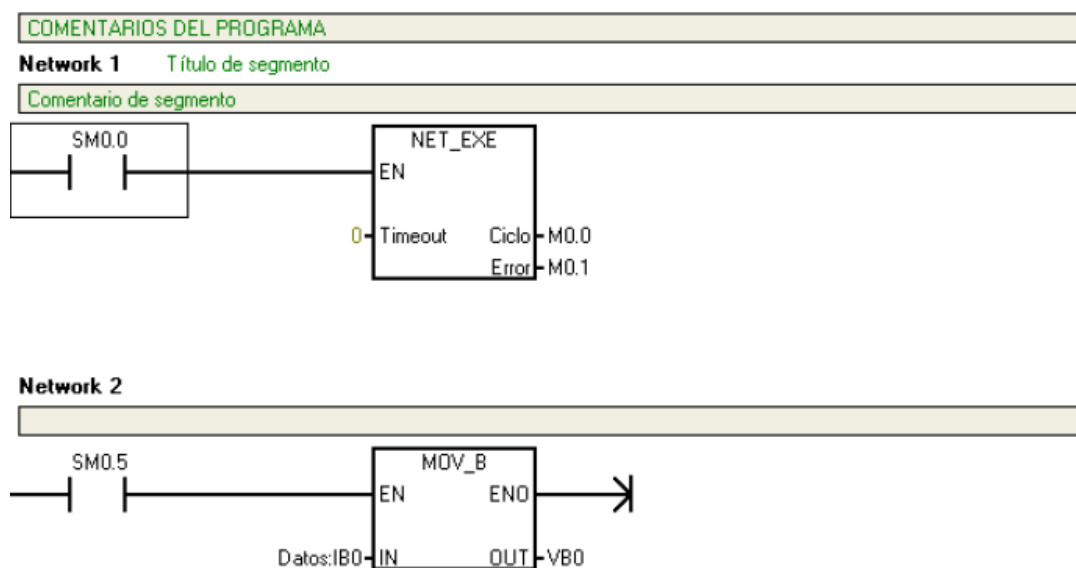 COMENTARIOS DEL PROGRAMA
Network 1 Título de segmento
Comentario de segmento
SM0.0
NET_EXE
EN
0 Timeout Ciclo M0.0
Error M0.1
Network 2
SM0.5
MOV_B
EN ENO
Datos:IB0 IN OUT VB0